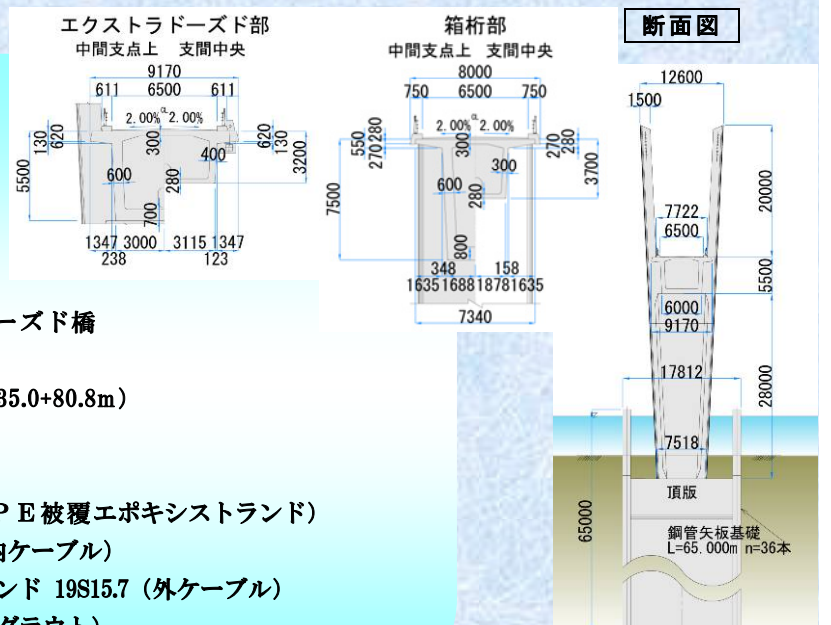 エクストラドーズド部
中間支点上 支間中央
9170
611 6500 611
2.00% α 2.00%
130
620
300
400
620
130
3200
5500
600
280
700
1347 3000 3115 1347
238 123
箱桁部
中間支点上 支間中央
8000
750 6500 750
2.00% α 2.00%
550
280
270
300
300
270
280
3700
7500
600
280
800
348 158
1635 1688 1878 1635
7340
断面図
12600
1500
20000
7722
6500
5500
6000
9170
17812
28000
7518
65000
頂版
鋼管矢板基礎
L=65.000m n=36本
ーズド橋
35.0+80.8m）
ＰＥ被覆エポキシストランド）
内ケーブル）
ンド 19S15.7（外ケーブル）